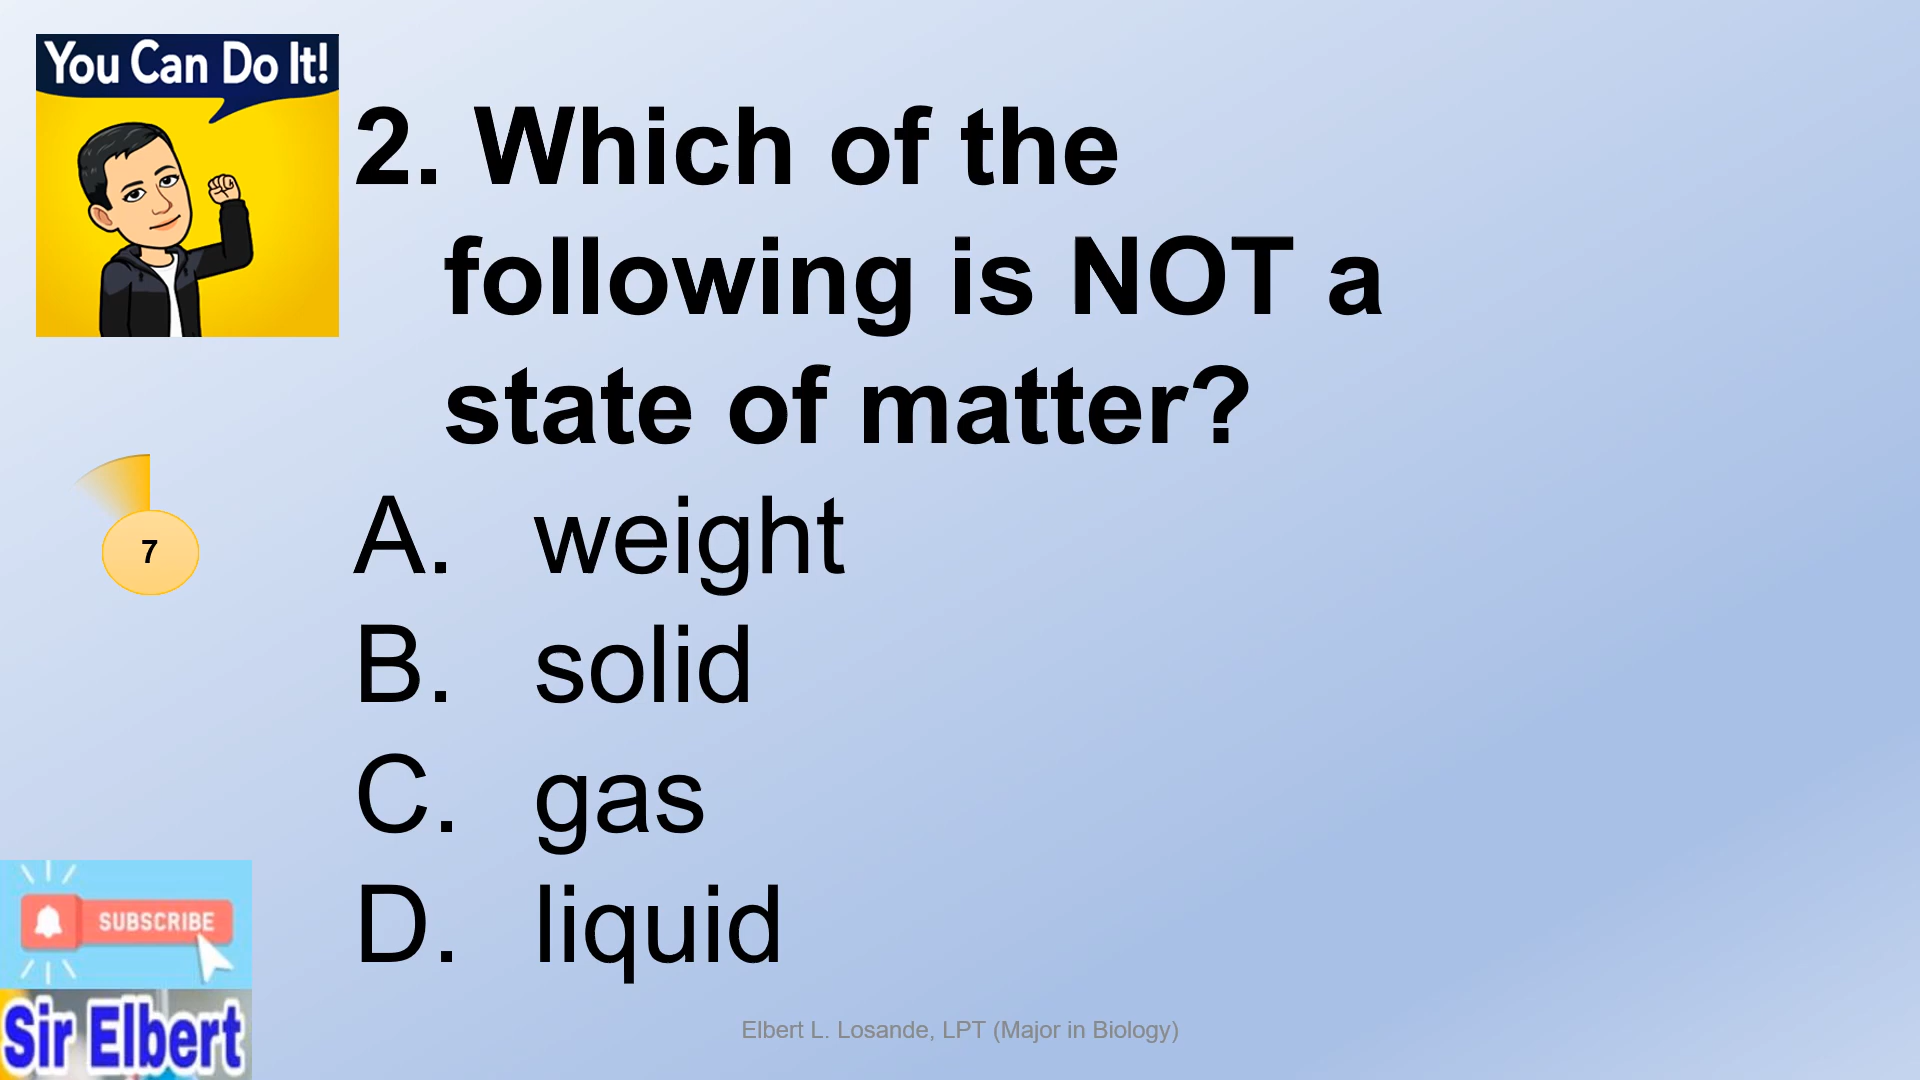 You Can Do It!
2. Which of the
following is NOT a
state of matter?
7
A. weight
B. solid
C. gas
D. liquid
SUBSCRIBE
Sir Elbert
Elbert L. Losande, LPT (Major in Biology)